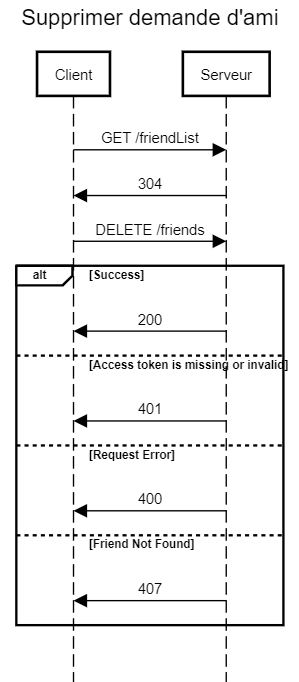 Supprimer demande d'ami
Client Serveur
GET /friendList
304
DELETE /friends
alt [Success]
200
[Access token is missing or invalid]
401
[Request Error]
400
[Friend Not Found]
407